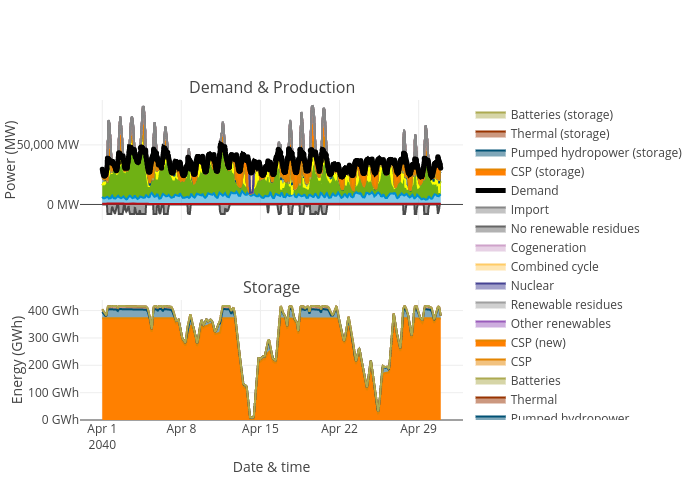 Demand & Production
Power (MW)
50,000 MW
0 MW
Storage
Energy (GWh)
400 GWh
300 GWh
200 GWh
100 GWh
0 GWh
Apr 1
2040
Apr 8
Apr 15
Apr 22
Apr 29
Date & time
Batteries (storage)
Thermal (storage)
Pumped hydropower (storage)
CSP (storage)
Demand
Import
No renewable residues
Cogeneration
Combined cycle
Nuclear
Renewable residues
Other renewables
CSP (new)
CSP
Batteries
Thermal
Pumped hydropower